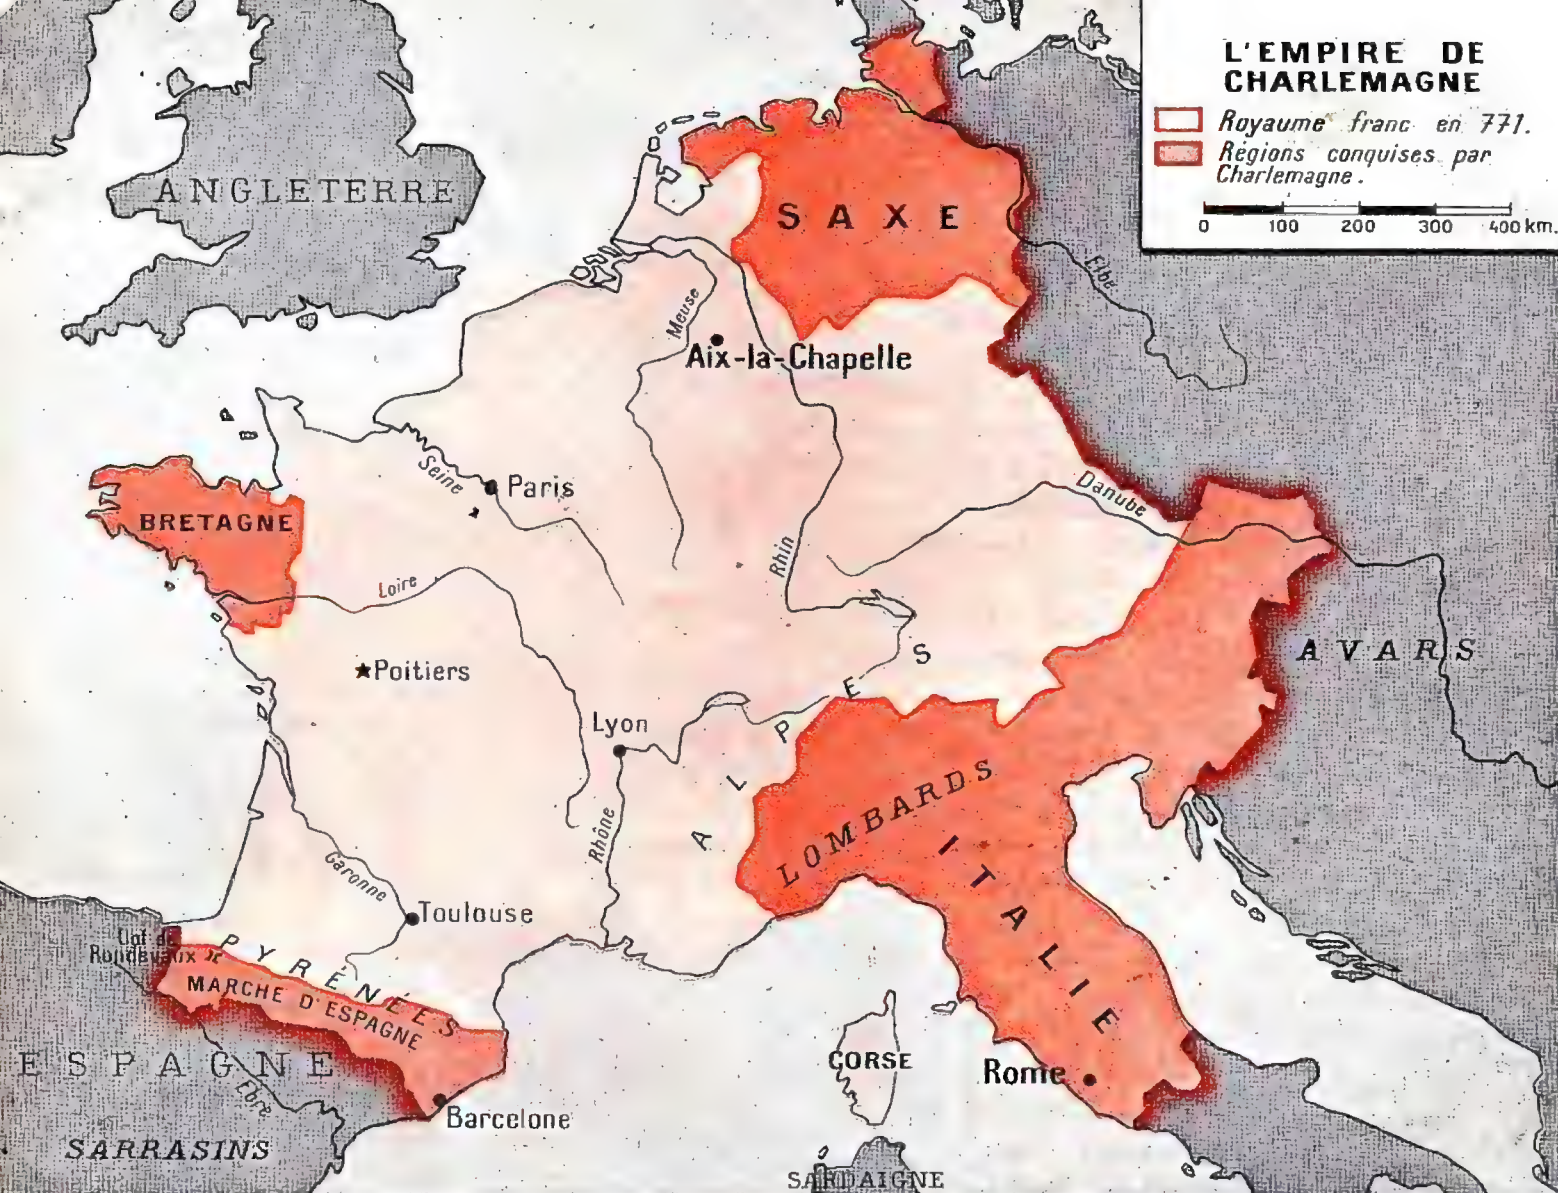 L'EMPIRE DE
CHARLEMAGNE
Royaume franc en 771.
Régions conquises par
Charlemagne.
0 100 200 300 400 km.
ANGLETERRE
SAXE
Elbe
Meuse
Aix-la-Chapelle
Seine
Paris
Danube
BRETAGNE
Rhin
Loire
AVARS
Poitiers
ALPES
Lyon
LOMBARDS
Rhône
ITALIE
Garonne
Toulouse
Col de
Roncevaux
PYRÉNÉES
MARCHE D'ESPAGNE
ESPAGNE
CORSE
Rome
Ebre
Barcelone
SARRASINS
SARDAIGNE